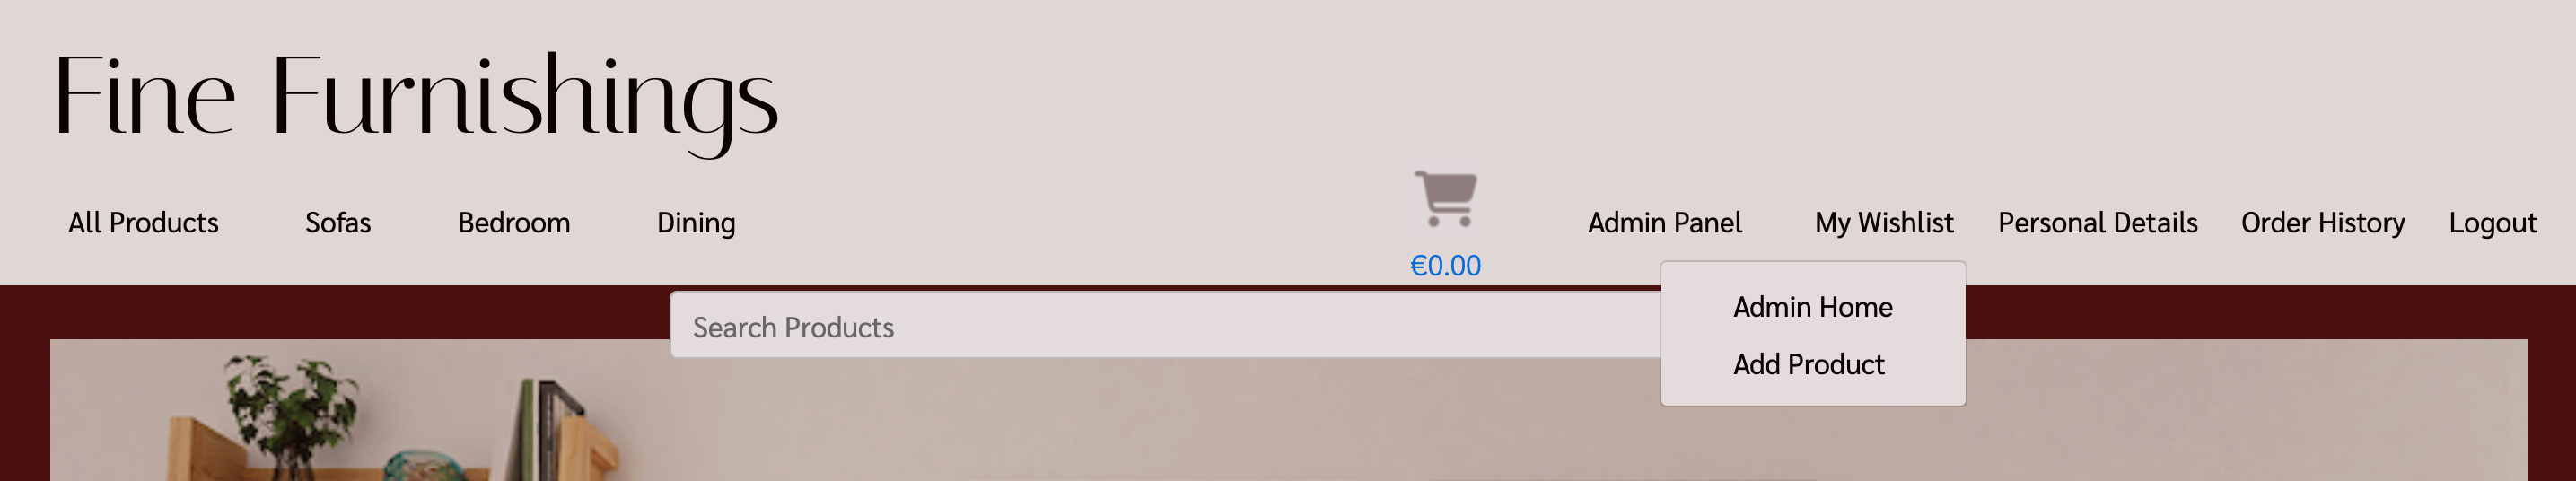 Fine Furnishings
All Products Sofas Bedroom Dining €0.00 Admin Panel My Wishlist Personal Details Order History Logout
Admin Home
Add Product
Search Products